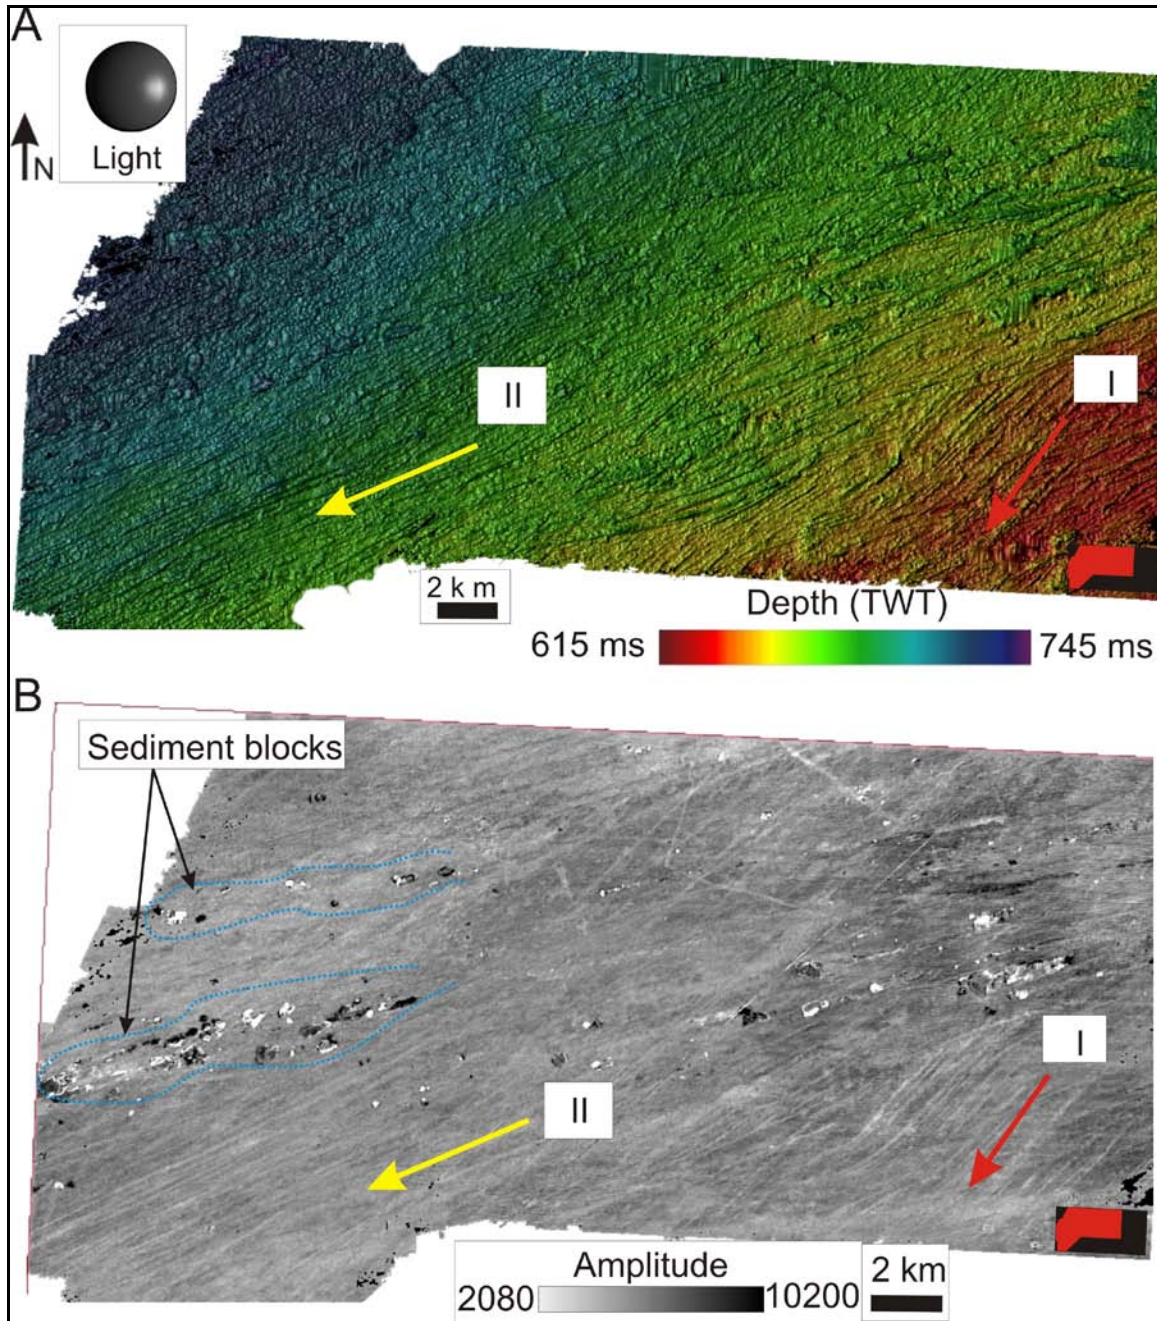 A
Light
N
II
I
2 k m
Depth (TWT)
615 ms
745 ms
B
Sediment blocks
I
II
Amplitude
2080
10200
2 km